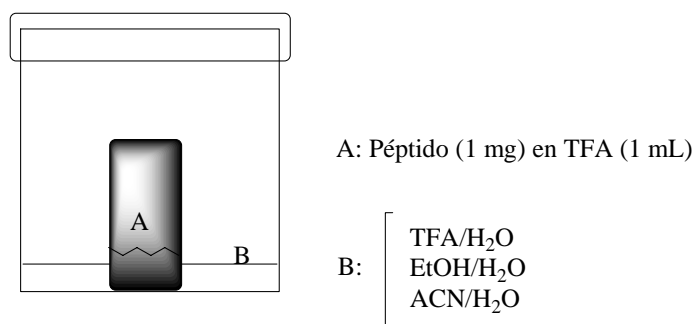 A
B
A: Péptido (1 mg) en TFA (1 mL)
B:
TFA/H₂O
EtOH/H₂O
ACN/H₂O